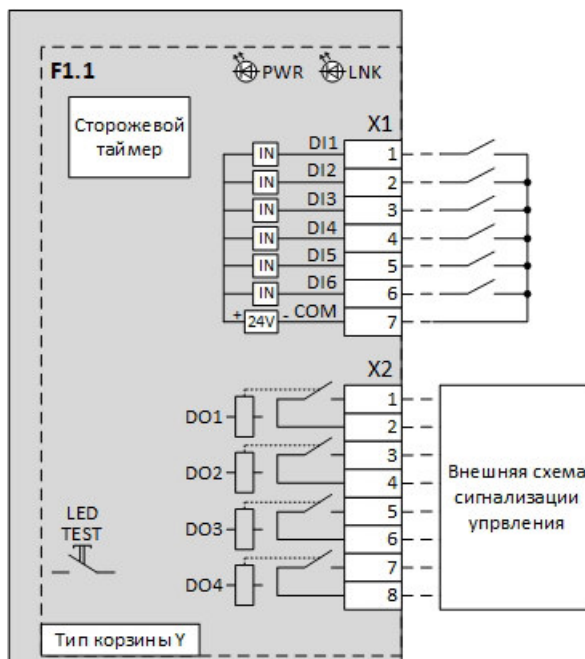 F1.1
PWR
LNK
Сторожевой
таймер
X1
IN
DI1
1
IN
DI2
2
IN
DI3
3
IN
DI4
4
IN
DI5
5
IN
DI6
6
+ 24V - COM
7
X2
DO1
1
2
DO2
3
4
DO3
5
6
DO4
7
8
Внешняя схема
сигнализации
упрвления
LED
TEST
Тип корзины Y